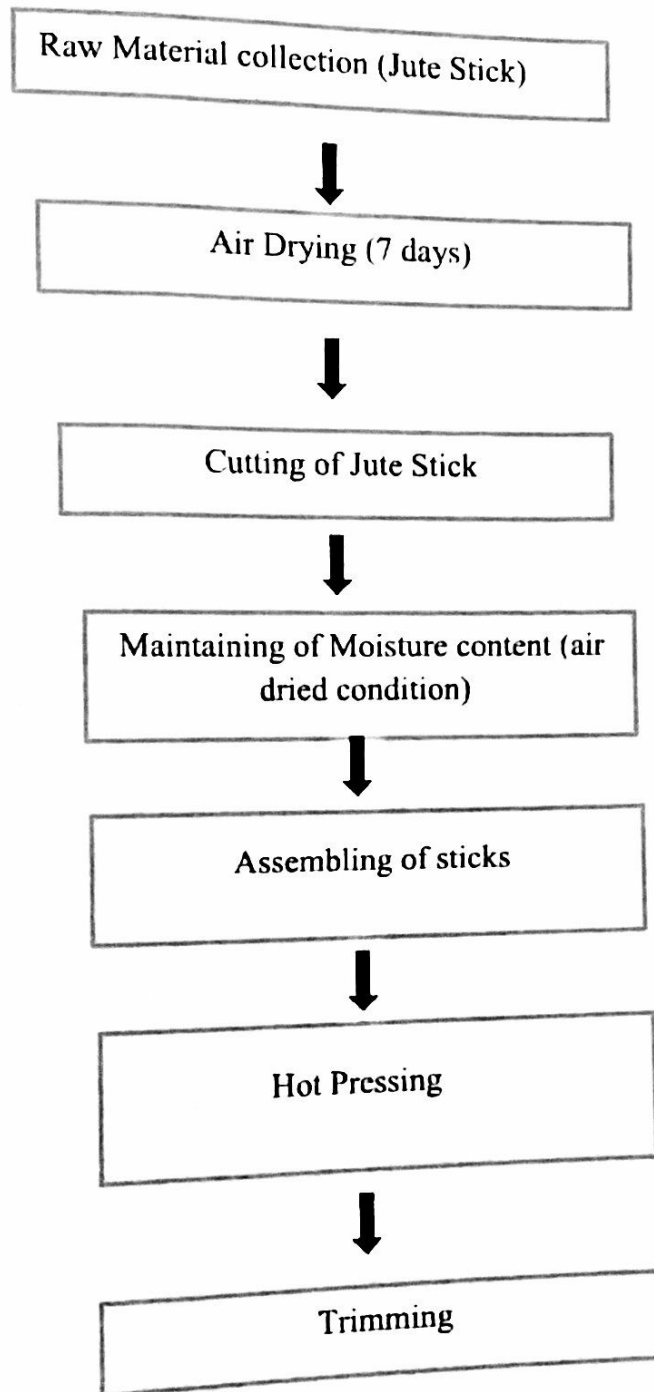 Raw Material collection (Jute Stick)
Air Drying (7 days)
Cutting of Jute Stick
Maintaining of Moisture content (air
dried condition)
Assembling of sticks
Hot Pressing
Trimming